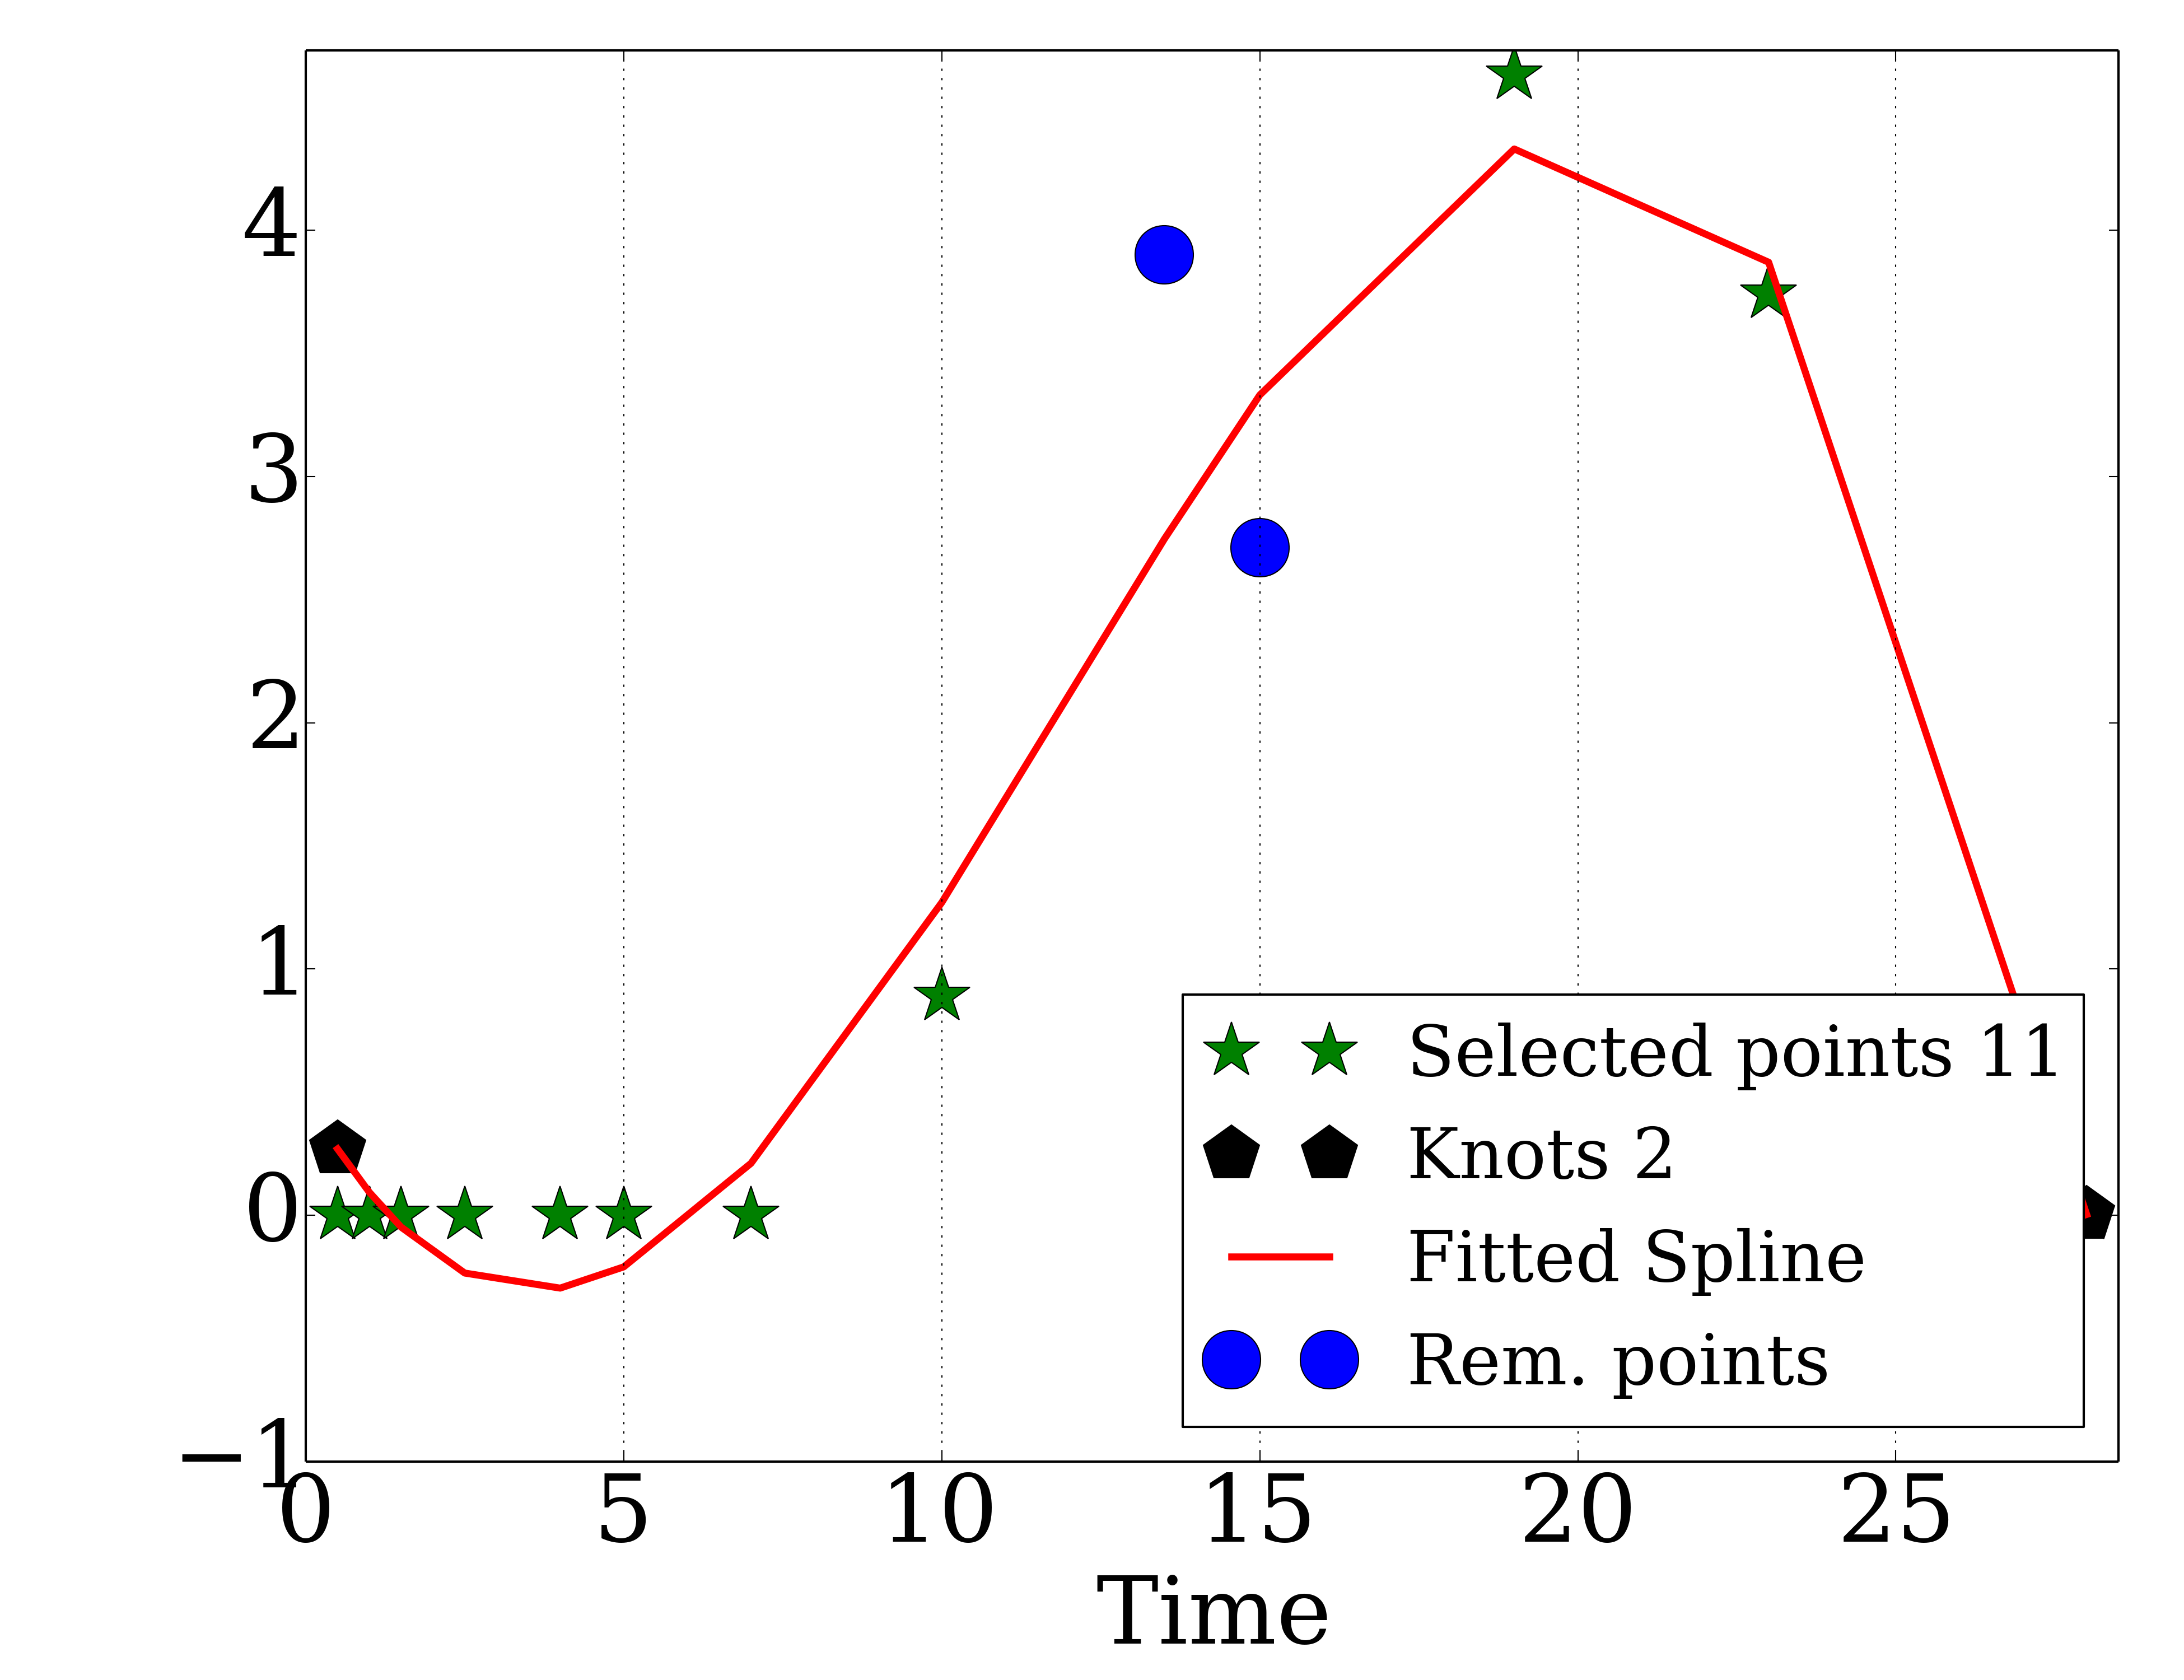 4
3
2
1
0
−1
Selected points 11
Knots 2
Fitted Spline
Rem. points
0 5 10 15 20 25
Time